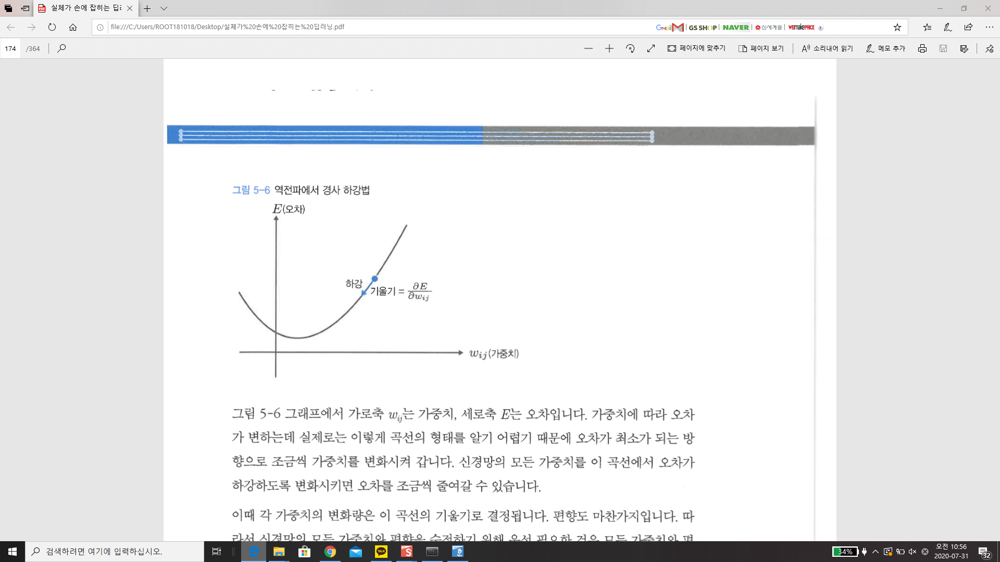 실체가 손에 잡히는 딥러
file:///C:/Users/ROOT181018/Desktop/실체가%20손에%20잡히는%20딥러닝.pdf
Gmail GS SHOP NAVER 신세계몰 WEMAKEPRICE
174 /364
페이지에 맞추기 페이지 보기 소리내어 읽기 메모 추가
그림 5-6 역전파에서 경사 하강법
E(오차)
하강
기울기 = ∂E/∂w_ij
w_ij(가중치)
그림 5-6 그래프에서 가로축 w_ij는 가중치, 세로축 E는 오차입니다. 가중치에 따라 오차
가 변하는데 실제로는 이렇게 곡선의 형태를 알기 어렵기 때문에 오차가 최소가 되는 방
향으로 조금씩 가중치를 변화시켜 갑니다. 신경망의 모든 가중치를 이 곡선에서 오차가
하강하도록 변화시키면 오차를 조금씩 줄여갈 수 있습니다.
이때 각 가중치의 변화량은 이 곡선의 기울기로 결정됩니다. 편향도 마찬가지입니다. 따
라서 신경망의 모든 가중치와 편향을 수정하기 위해 우선 필요한 것은 모든 가중치와 편
검색하려면 여기에 입력하십시오.
TALK
34%
오전 10:56
2020-07-31
32